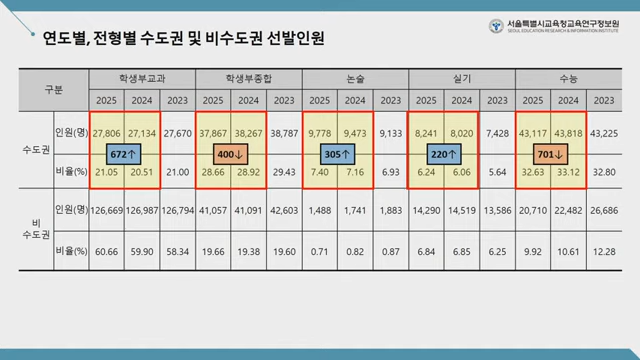 연도별, 전형별 수도권 및 비수도권 선발인원
서울특별시교육청교육연구정보원
SEOUL EDUCATION RESEARCH & INFORMATION INSTITUTE
구분 학생부교과 학생부종합 논술 실기 수능
2025 2024 2023 2025 2024 2023 2025 2024 2023 2025 2024 2023 2025 2024 2023
수도권 인원(명) 27,806 27,134 27,670 37,867 38,267 38,787 9,778 9,473 9,133 8,241 8,020 7,428 43,117 43,818 43,225
672↑ 400↓ 305↑ 220↑ 701↓
비율(%) 21.05 20.51 21.00 28.66 28.92 29.43 7.40 7.16 6.93 6.24 6.06 5.64 32.63 33.12 32.80
비수도권 인원(명) 126,669 126,987 126,794 41,057 41,091 42,603 1,488 1,741 1,883 14,290 14,519 13,586 20,710 22,482 26,686
비율(%) 60.66 59.90 58.34 19.66 19.38 19.60 0.71 0.82 0.87 6.84 6.85 6.25 9.92 10.61 12.28